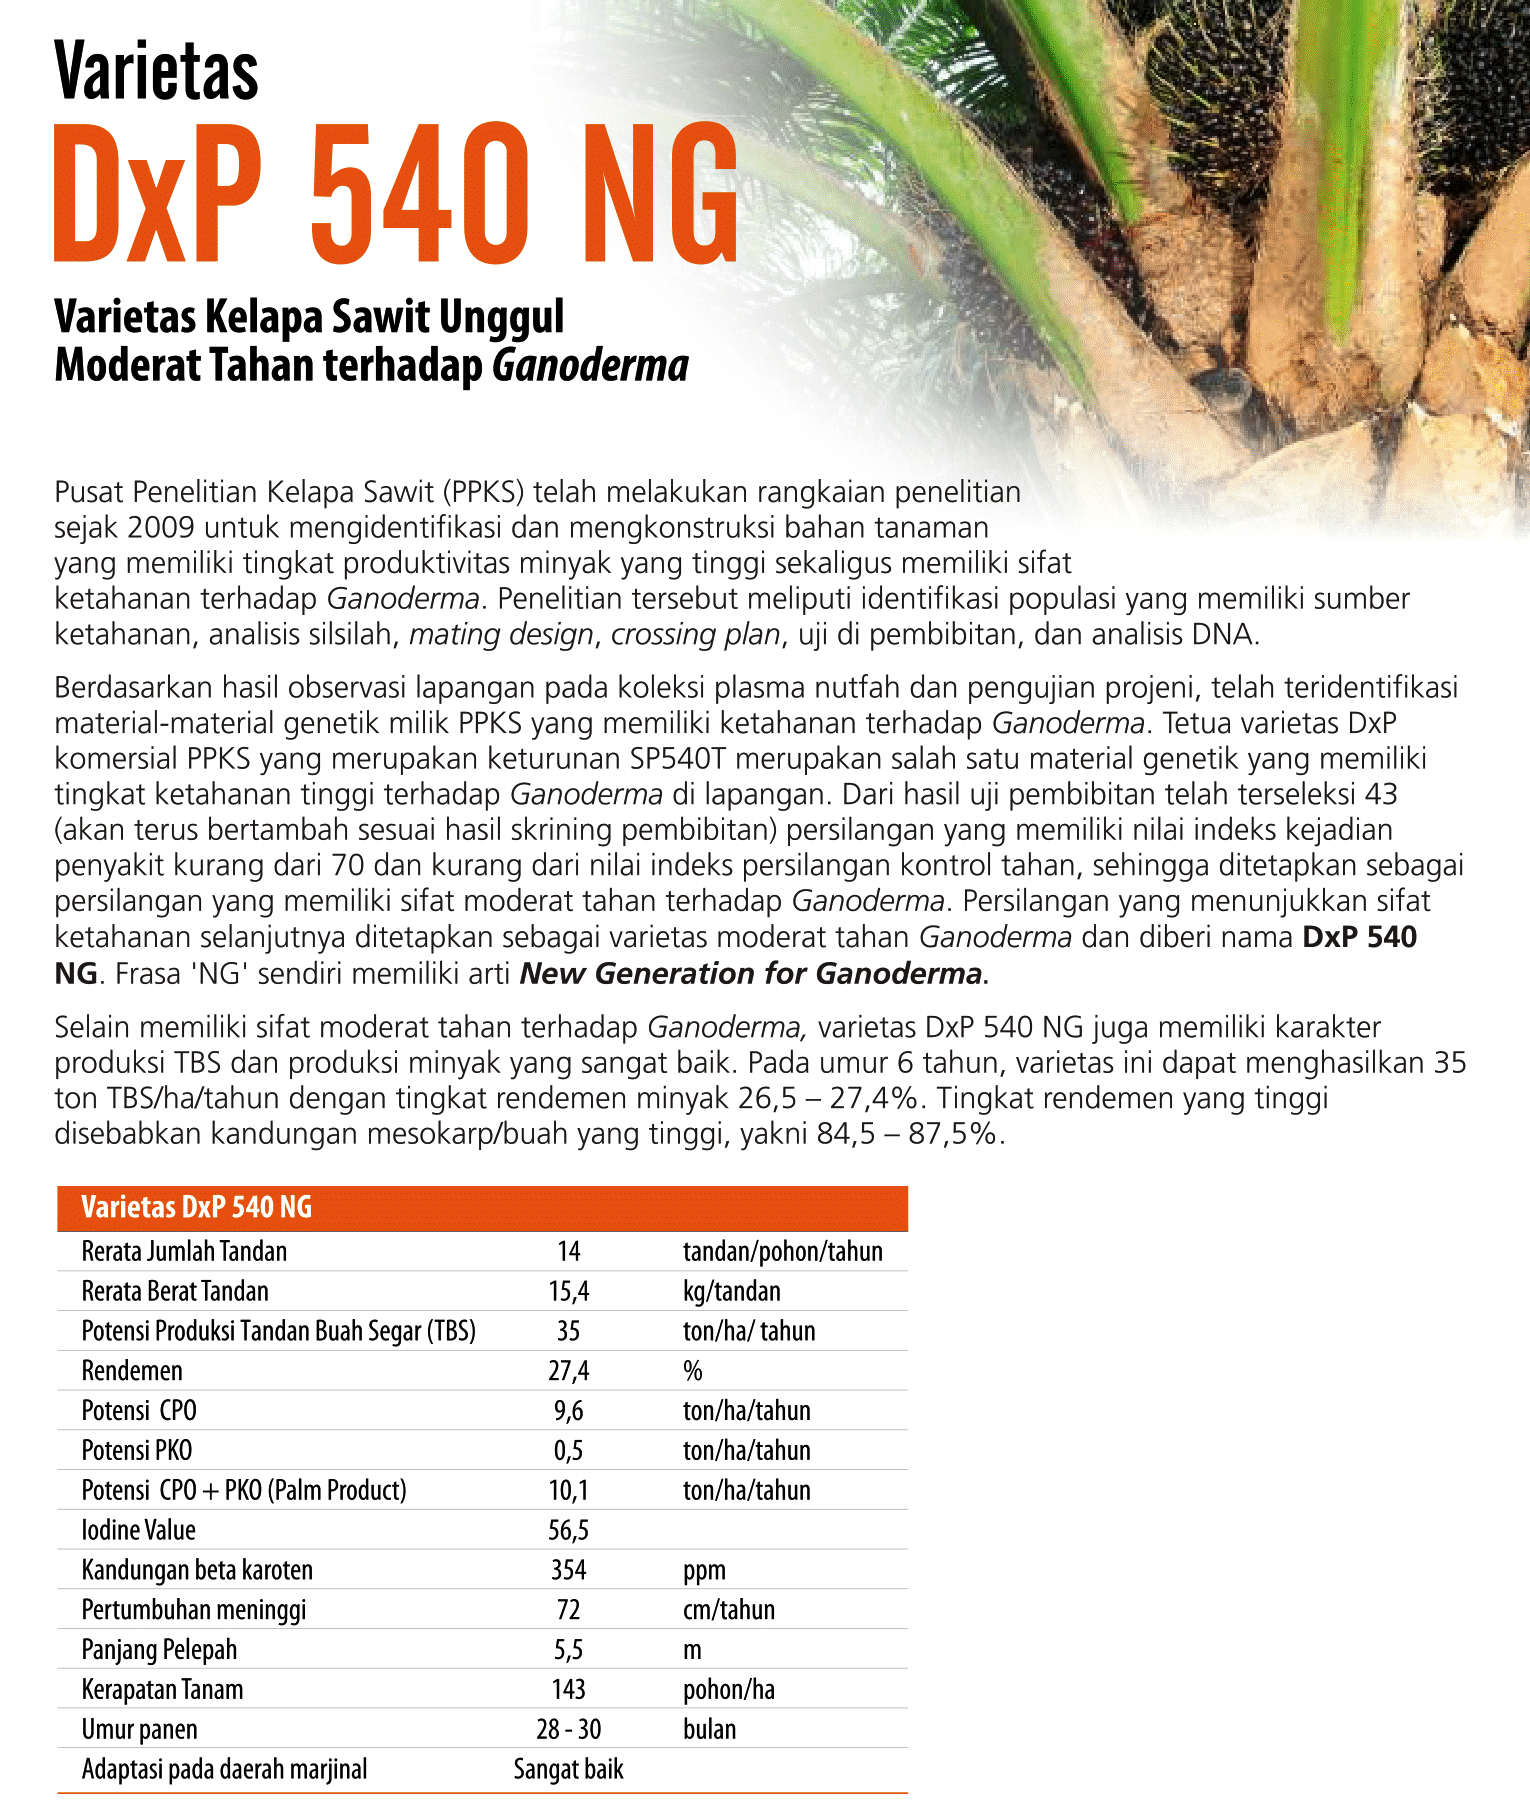 Varietas
DxP 540 NG
Varietas Kelapa Sawit Unggul
Moderat Tahan terhadap Ganoderma
Pusat Penelitian Kelapa Sawit (PPKS) telah melakukan rangkaian penelitian
sejak 2009 untuk mengidentifikasi dan mengkonstruksi bahan tanaman
yang memiliki tingkat produktivitas minyak yang tinggi sekaligus memiliki sifat
ketahanan terhadap Ganoderma. Penelitian tersebut meliputi identifikasi populasi yang memiliki sumber
ketahanan, analisis silsilah, mating design, crossing plan, uji di pembibitan, dan analisis DNA.
Berdasarkan hasil observasi lapangan pada koleksi plasma nutfah dan pengujian projeni, telah teridentifikasi
material-material genetik milik PPKS yang memiliki ketahanan terhadap Ganoderma. Tetua varietas DxP
komersial PPKS yang merupakan keturunan SP540T merupakan salah satu material genetik yang memiliki
tingkat ketahanan tinggi terhadap Ganoderma di lapangan. Dari hasil uji pembibitan telah terseleksi 43
(akan terus bertambah sesuai hasil skrining pembibitan) persilangan yang memiliki nilai indeks kejadian
penyakit kurang dari 70 dan kurang dari nilai indeks persilangan kontrol tahan, sehingga ditetapkan sebagai
persilangan yang memiliki sifat moderat tahan terhadap Ganoderma. Persilangan yang menunjukkan sifat
ketahanan selanjutnya ditetapkan sebagai varietas moderat tahan Ganoderma dan diberi nama DxP 540
NG. Frasa 'NG' sendiri memiliki arti New Generation for Ganoderma.
Selain memiliki sifat moderat tahan terhadap Ganoderma, varietas DxP 540 NG juga memiliki karakter
produksi TBS dan produksi minyak yang sangat baik. Pada umur 6 tahun, varietas ini dapat menghasilkan 35
ton TBS/ha/tahun dengan tingkat rendemen minyak 26,5 – 27,4%. Tingkat rendemen yang tinggi
disebabkan kandungan mesokarp/buah yang tinggi, yakni 84,5 – 87,5%.
Varietas DxP 540 NG
Rerata Jumlah Tandan 14 tandan/pohon/tahun
Rerata Berat Tandan 15,4 kg/tandan
Potensi Produksi Tandan Buah Segar (TBS) 35 ton/ha/ tahun
Rendemen 27,4 %
Potensi CPO 9,6 ton/ha/tahun
Potensi PKO 0,5 ton/ha/tahun
Potensi CPO + PKO (Palm Product) 10,1 ton/ha/tahun
Iodine Value 56,5
Kandungan beta karoten 354 ppm
Pertumbuhan meninggi 72 cm/tahun
Panjang Pelepah 5,5 m
Kerapatan Tanam 143 pohon/ha
Umur panen 28 - 30 bulan
Adaptasi pada daerah marjinal Sangat baik